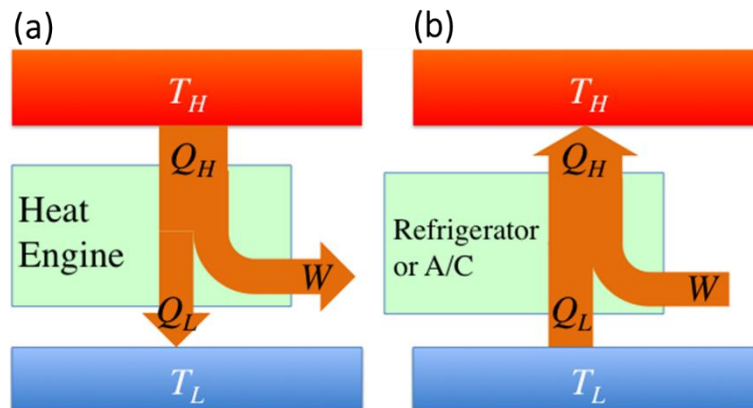 (a)
T_H
Q_H
Heat
Engine
W
Q_L
T_L
(b)
T_H
Q_H
Refrigerator
or A/C
W
Q_L
T_L